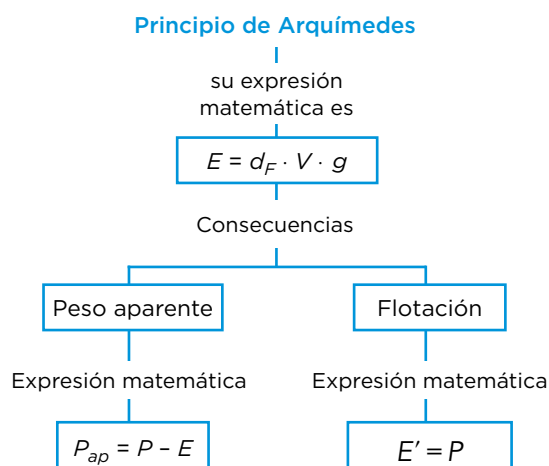 Principio de Arquímedes
su expresión
matemática es
E = d_F · V · g
Consecuencias
Peso aparente
Flotación
Expresión matemática
Expresión matemática
P_ap = P – E
E′ = P